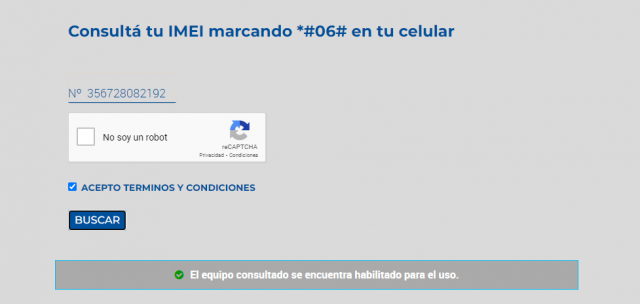 Consultá tu IMEI marcando *#06# en tu celular
Nº 356728082192
No soy un robot
reCAPTCHA
Privacidad - Condiciones
ACEPTO TERMINOS Y CONDICIONES
BUSCAR
El equipo consultado se encuentra habilitado para el uso.